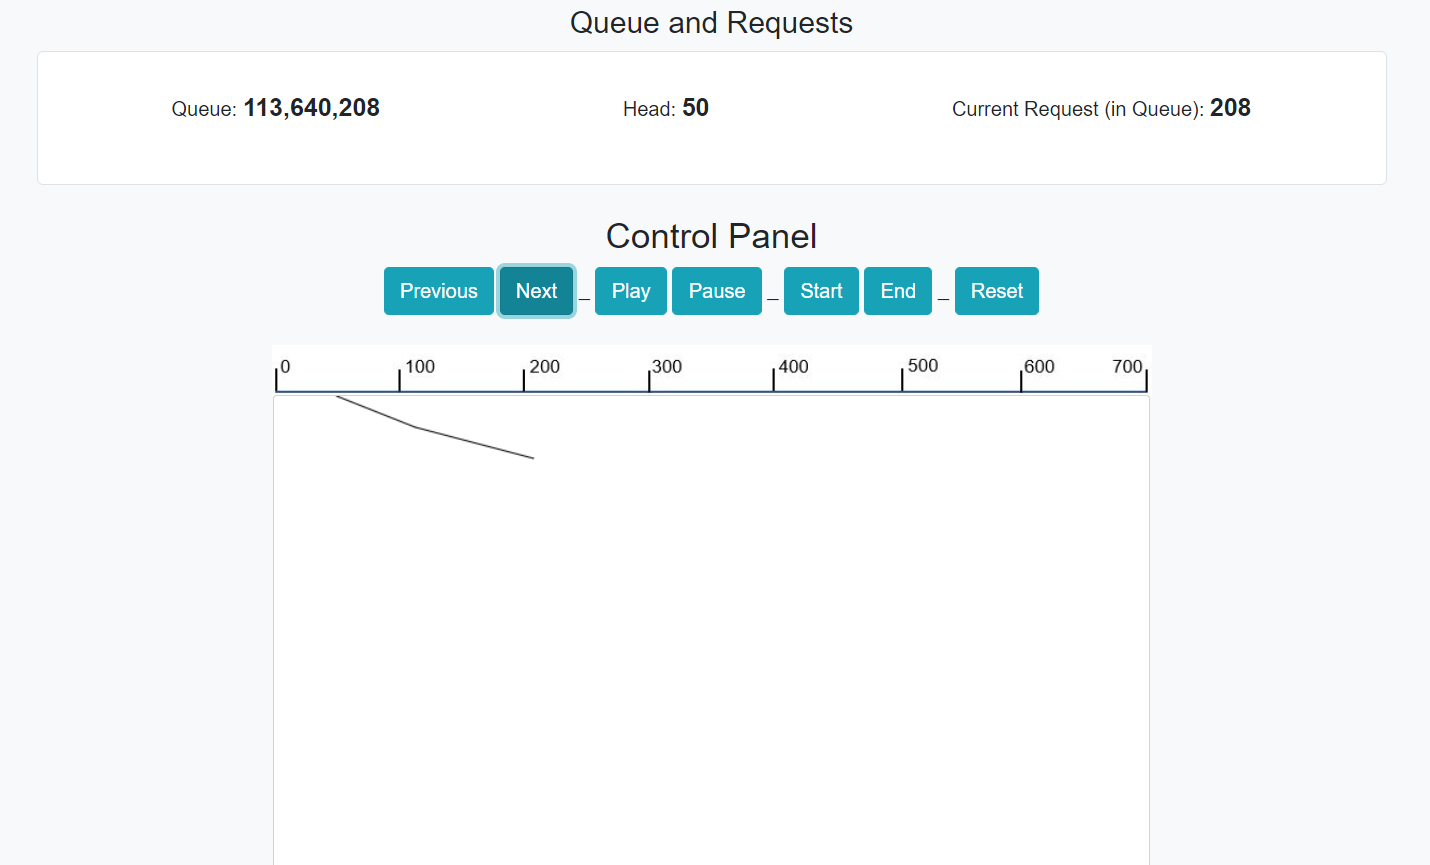 Queue and Requests
Queue: 113,640,208 Head: 50 Current Request (in Queue): 208
Control Panel
Previous Next _ Play Pause _ Start End _ Reset
0 100 200 300 400 500 600 700